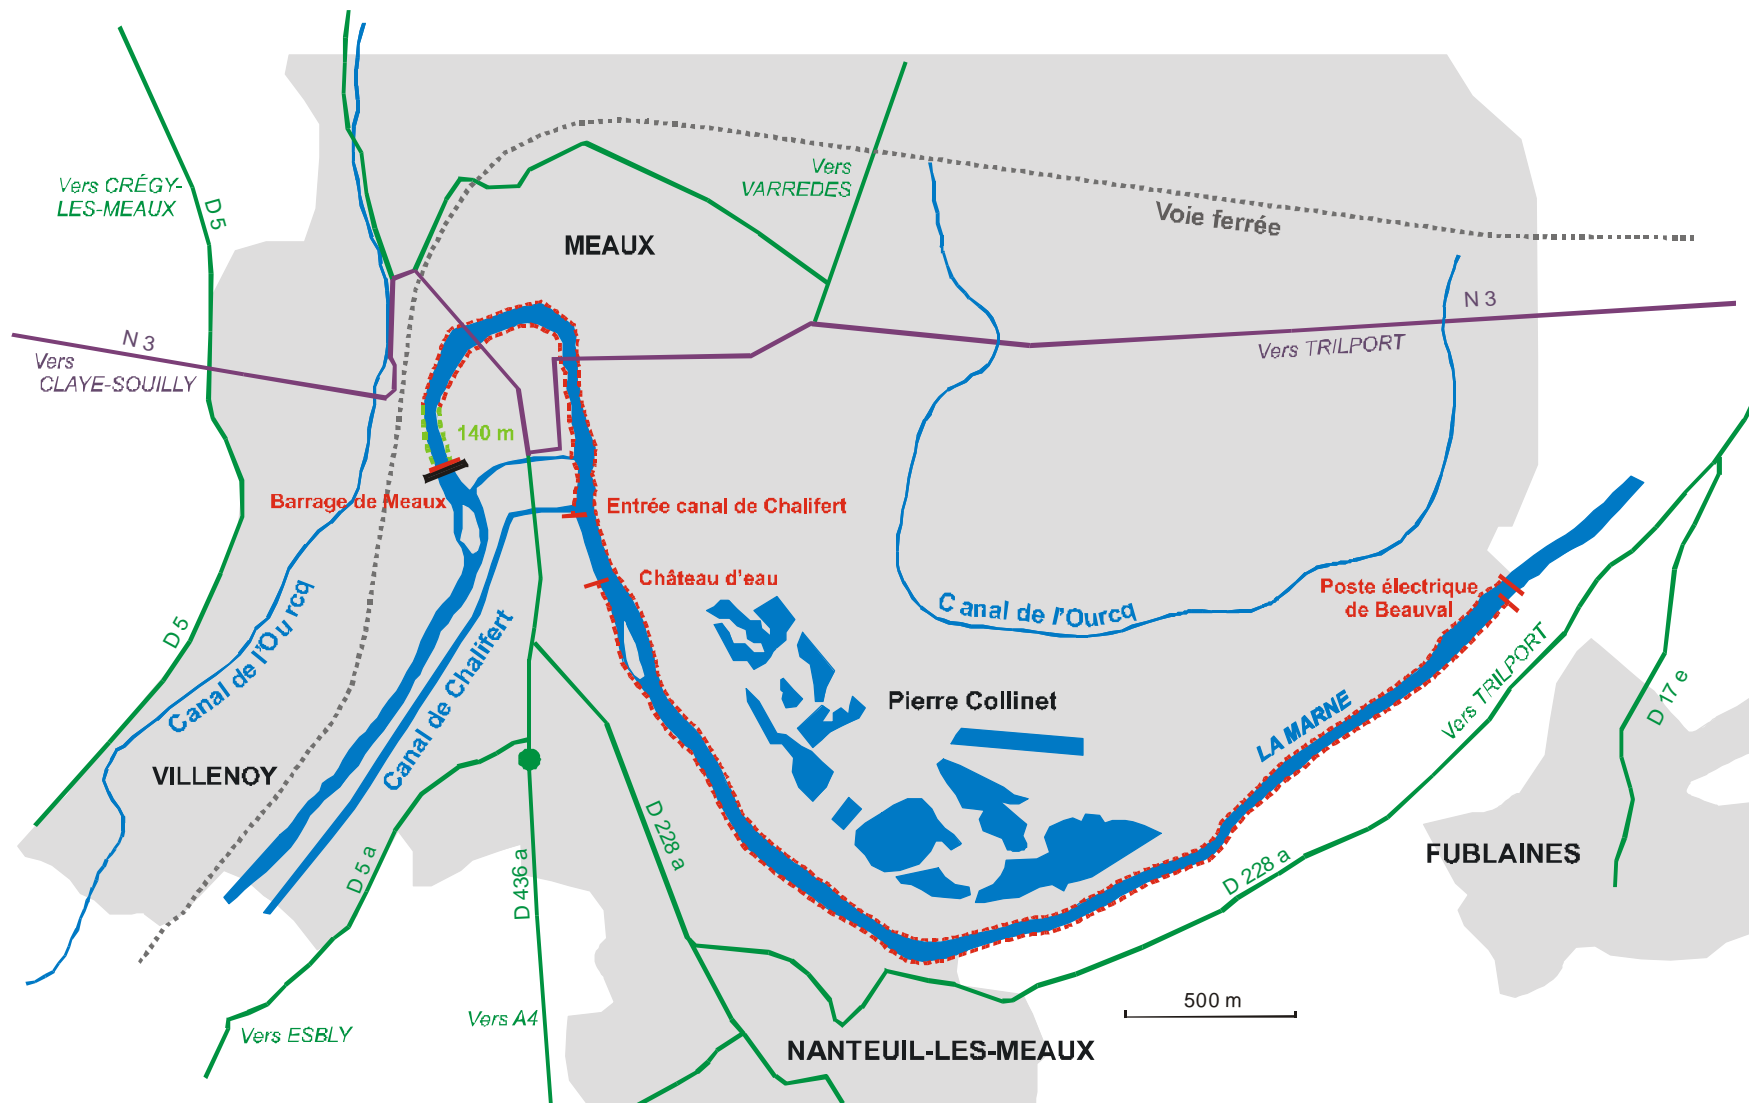 Vers CRÉGY-
LES-MEAUX
D 5
Vers
VARREDES
Voie ferrée
MEAUX
N 3
Vers
CLAYE-SOUILLY
N 3
Vers TRILPORT
140 m
Barrage de Meaux
Entrée canal de Chalifert
Château d'eau
Canal de l'Ourcq
Poste électrique
de Beauval
D 5
Canal de l'Ourcq
Canal de Chalifert
Vers TRILPORT
D 17 e
Pierre Collinet
LA MARNE
VILLENOY
D 5 a
D 436 a
D 228 a
D 228 a
FUBLAINES
Vers ESBLY
Vers A4
500 m
NANTEUIL-LES-MEAUX